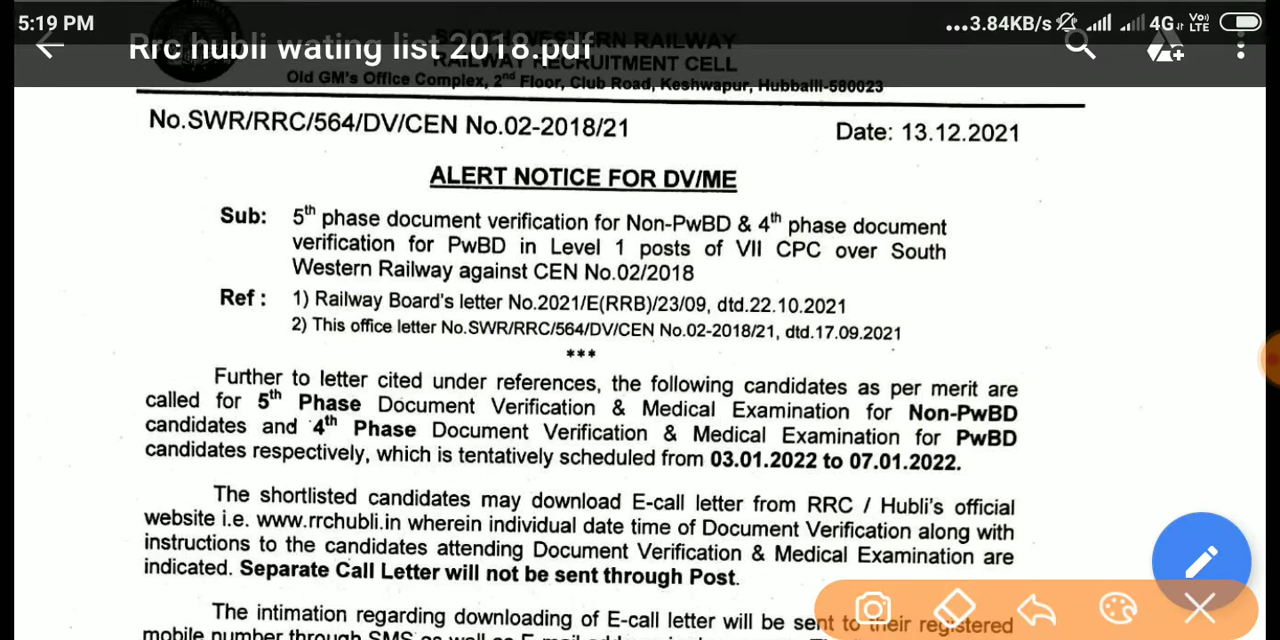 5:19 PM
...3.84KB/s
4G
Vo))
LTE
Rrc hubli wating list 2018.pdf
WESTERN RAILWAY
RAILWAY RECRUITMENT CELL
Old GM's Office Complex, 2nd Floor, Club Road, Keshwapur, Hubballi-580023
No.SWR/RRC/564/DV/CEN No.02-2018/21
Date: 13.12.2021
ALERT NOTICE FOR DV/ME
Sub: 5th phase document verification for Non-PwBD & 4th phase document
verification for PwBD in Level 1 posts of VII CPC over South
Western Railway against CEN No.02/2018
Ref : 1) Railway Board's letter No.2021/E(RRB)/23/09, dtd.22.10.2021
2) This office letter No.SWR/RRC/564/DV/CEN No.02-2018/21, dtd.17.09.2021
***
Further to letter cited under references, the following candidates as per merit are
called for 5th Phase Document Verification & Medical Examination for Non-PwBD
candidates and 4th Phase Document Verification & Medical Examination for PwBD
candidates respectively, which is tentatively scheduled from 03.01.2022 to 07.01.2022.
The shortlisted candidates may download E-call letter from RRC / Hubli's official
website i.e. www.rrchubli.in wherein individual date time of Document Verification along with
instructions to the candidates attending Document Verification & Medical Examination are
indicated. Separate Call Letter will not be sent through Post.
The intimation regarding downloading of E-call letter will be sent to their registered
mobile number through SMS as well as